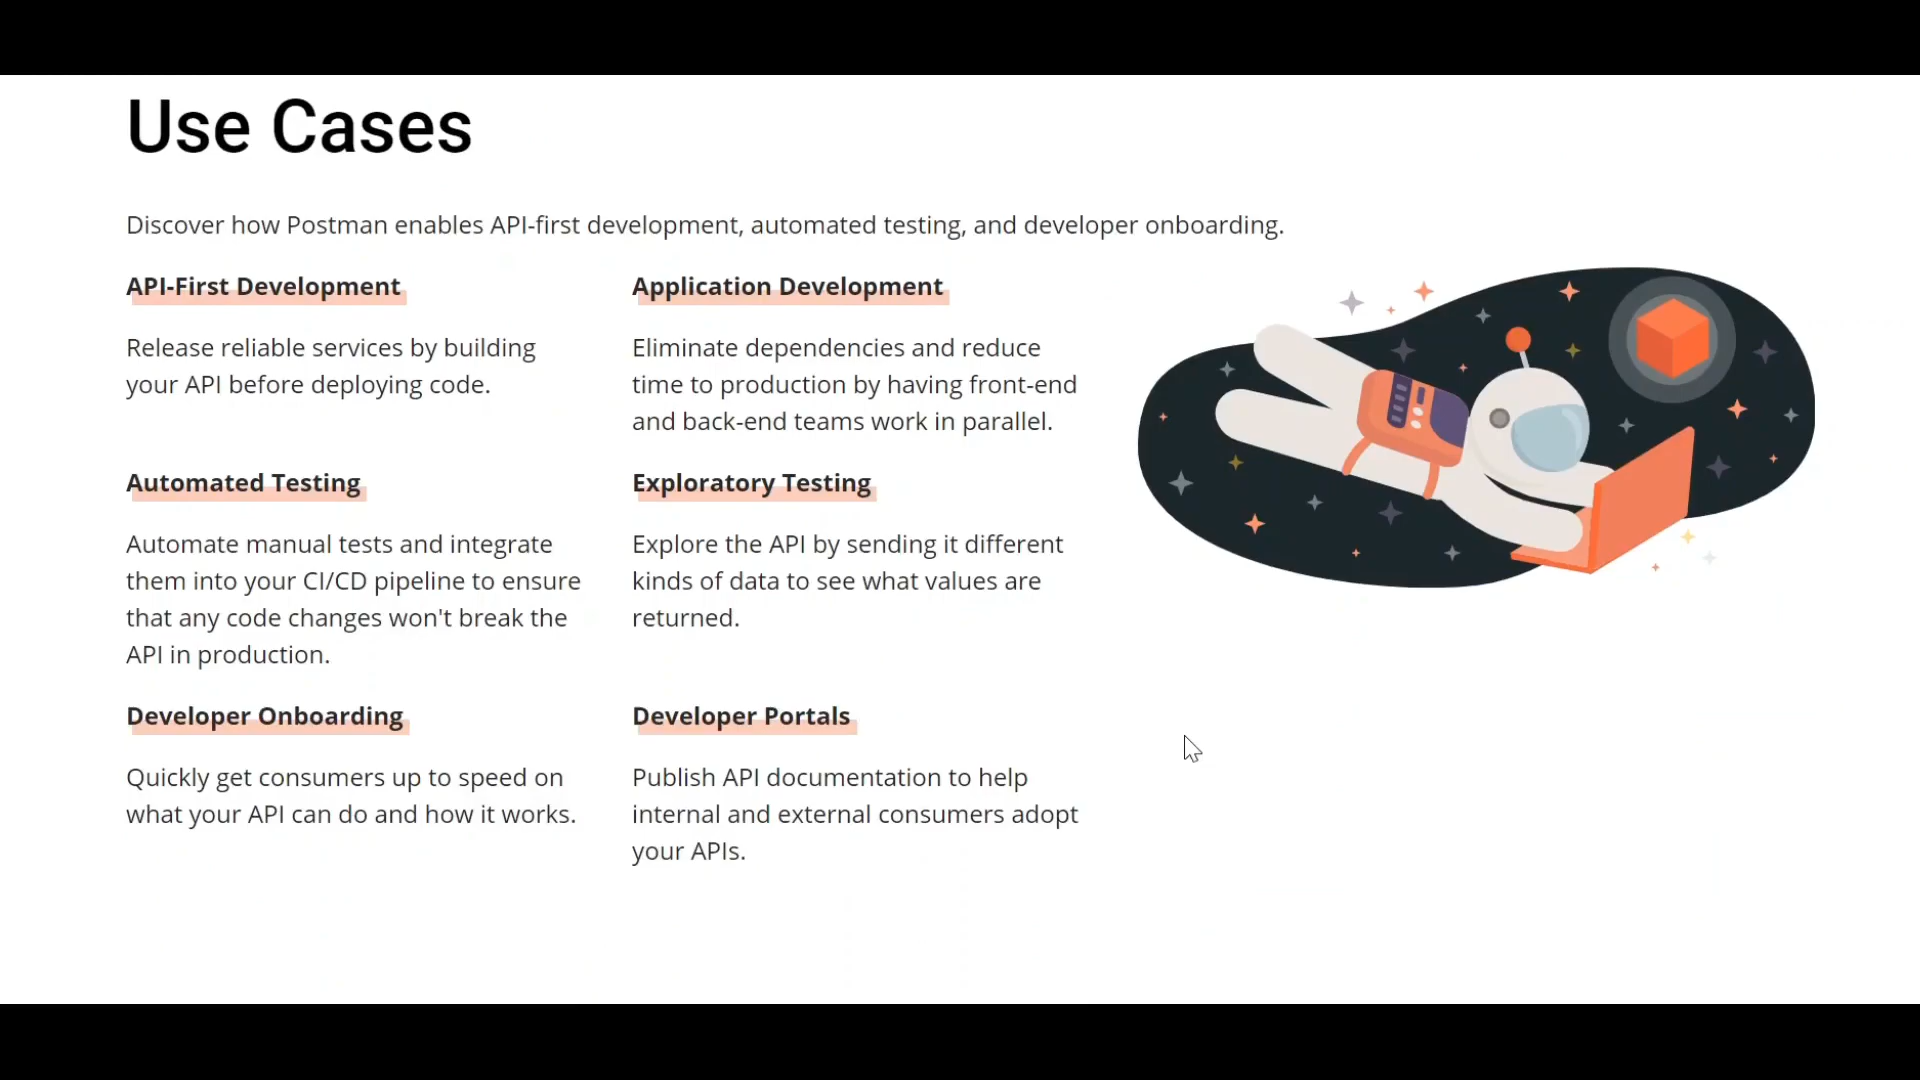 Use Cases
Discover how Postman enables API-first development, automated testing, and developer onboarding.
API-First Development
Release reliable services by building
your API before deploying code.
Application Development
Eliminate dependencies and reduce
time to production by having front-end
and back-end teams work in parallel.
Automated Testing
Automate manual tests and integrate
them into your CI/CD pipeline to ensure
that any code changes won't break the
API in production.
Exploratory Testing
Explore the API by sending it different
kinds of data to see what values are
returned.
Developer Onboarding
Quickly get consumers up to speed on
what your API can do and how it works.
Developer Portals
Publish API documentation to help
internal and external consumers adopt
your APIs.